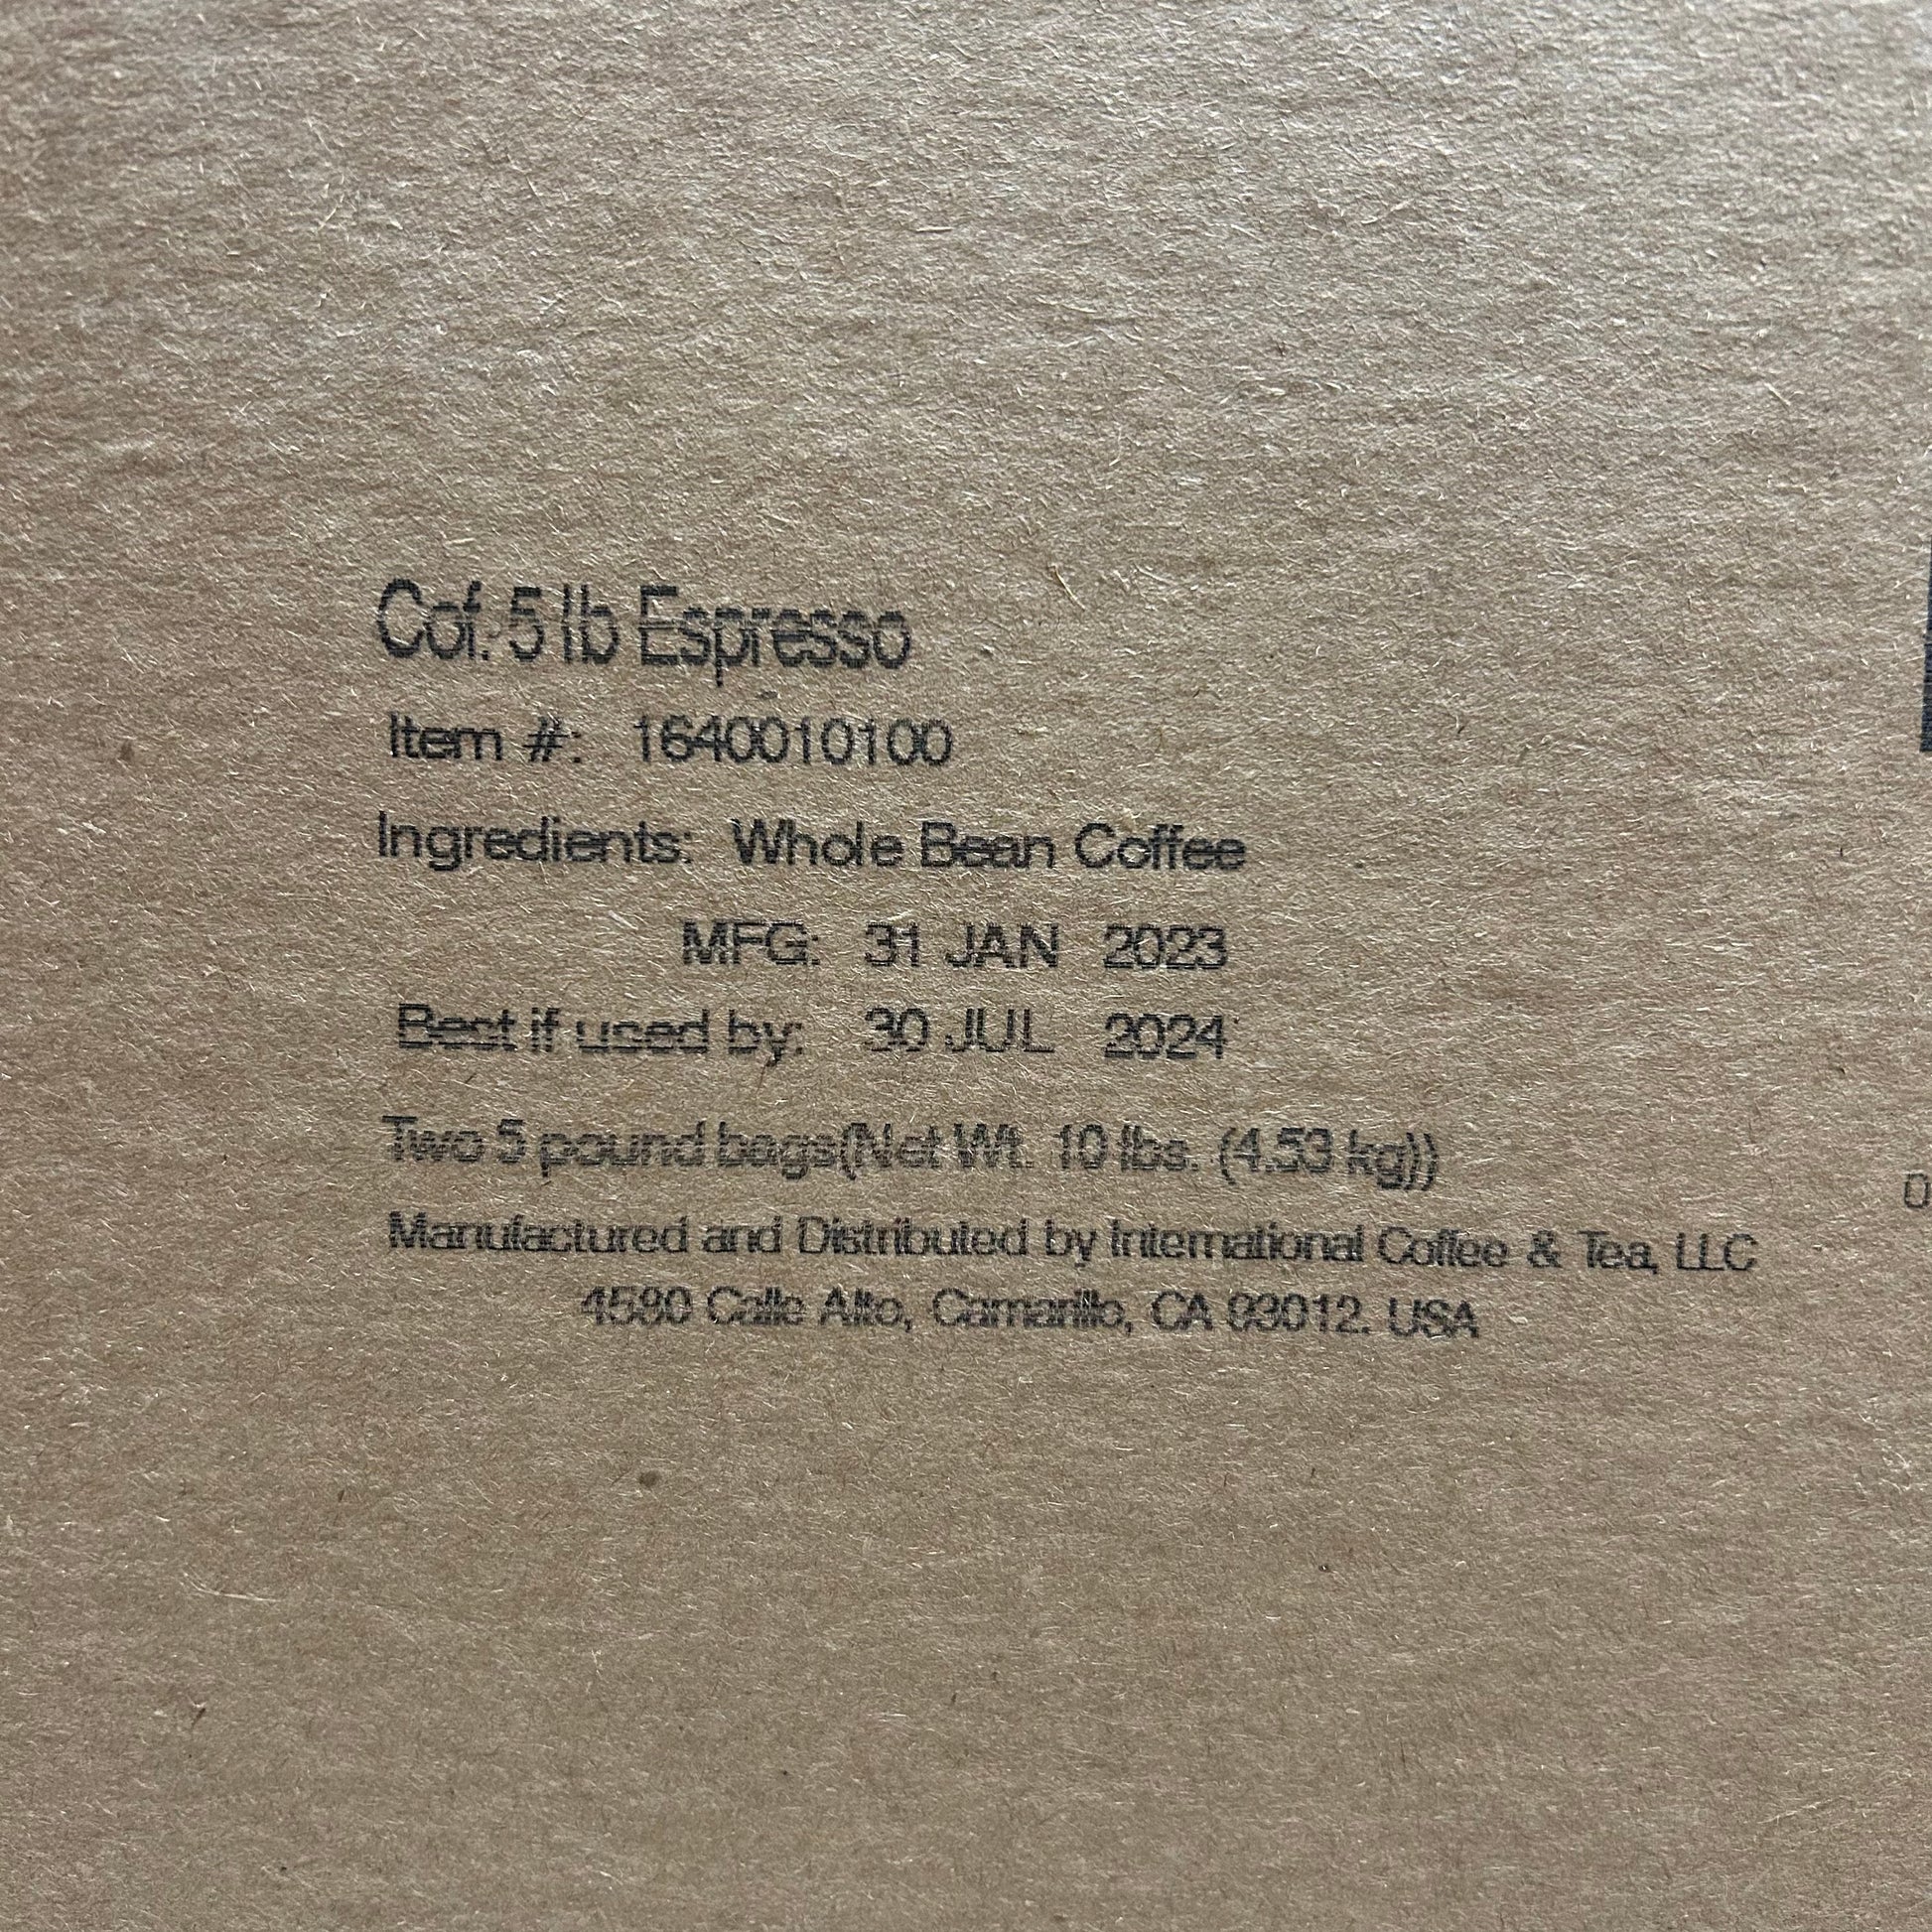 Cof. 5 lb Espresso
Item #: 1640010100
Ingredients: Whole Bean Coffee
MFG: 31 JAN 2023
Best if used by: 30 JUL 2024
Two 5 pound bags(Net Wt. 10 lbs. (4.53 kg))
Manufactured and Distributed by International Coffee & Tea, LLC
Calle Alto, Camarillo, CA 93012. USA
0